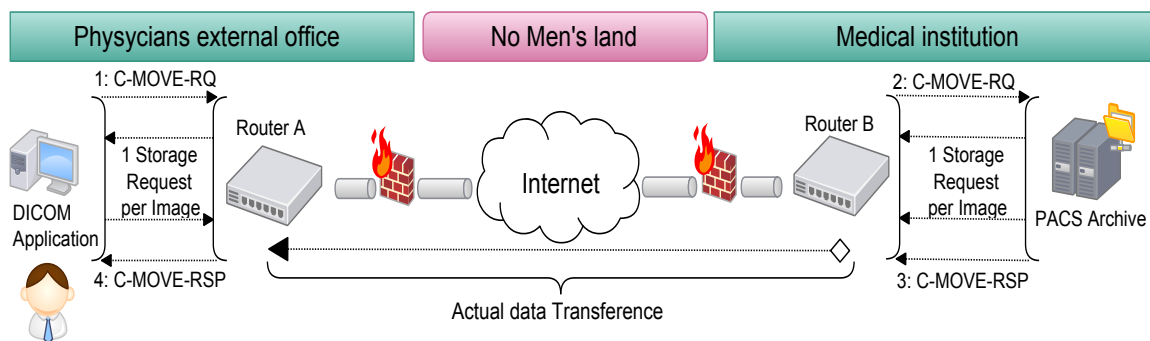 Physycians external office
No Men's land
Medical institution
1: C-MOVE-RQ
2: C-MOVE-RQ
Router A
Router B
1 Storage
Request
per Image
Internet
1 Storage
Request
per Image
DICOM
Application
PACS Archive
4: C-MOVE-RSP
3: C-MOVE-RSP
Actual data Transference